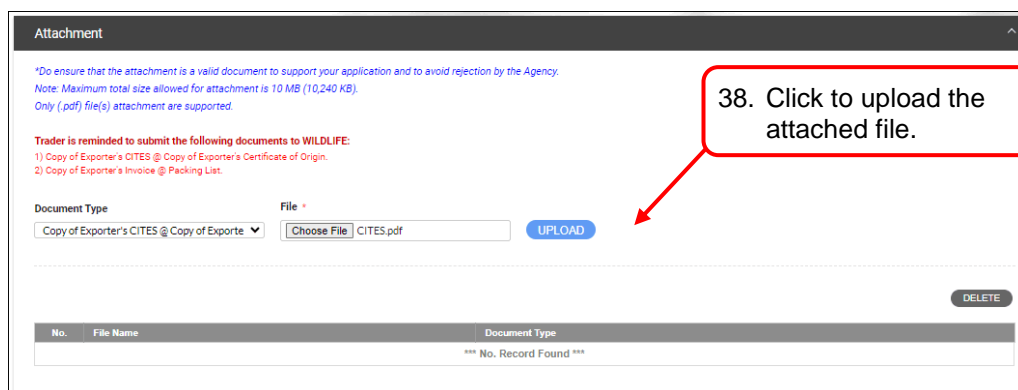 Attachment
*Do ensure that the attachment is a valid document to support your application and to avoid rejection by the Agency.
Note: Maximum total size allowed for attachment is 10 MB (10,240 KB).
Only (.pdf) file(s) attachment are supported.
38. Click to upload the
attached file.
Trader is reminded to submit the following documents to WILDLIFE:
1) Copy of Exporter's CITES @ Copy of Exporter's Certificate of Origin.
2) Copy of Exporter's Invoice @ Packing List.
Document Type File *
Copy of Exporter's CITES @ Copy of Exporte Choose File CITES.pdf UPLOAD
DELETE
No. File Name Document Type
*** No. Record Found ***